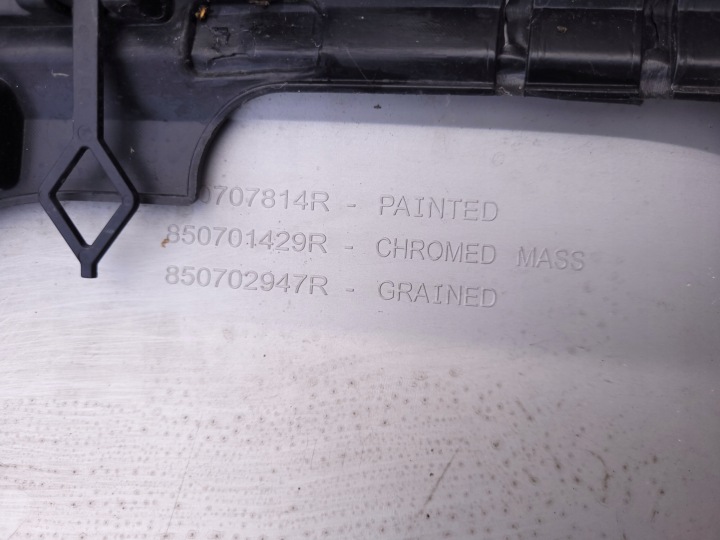 0707814R - PAINTED
850701429R - CHROMED MASS
850702947R - GRAINED